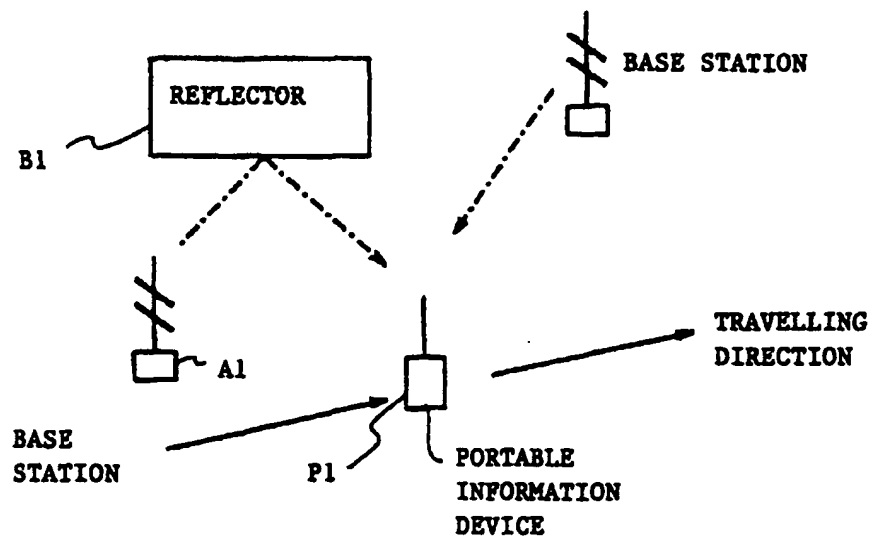 REFLECTOR
BASE STATION
B1
A1
TRAVELLING
DIRECTION
BASE
STATION
P1
PORTABLE
INFORMATION
DEVICE